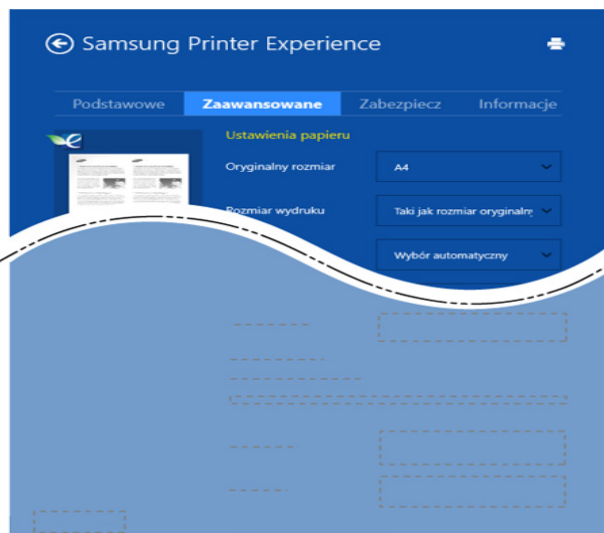 Samsung Printer Experience
Podstawowe Zaawansowane Zabezpiecz Informacje
Ustawienia papieru
Oryginalny rozmiar A4
Rozmiar wydruku Taki jak rozmiar oryginalny
Wybór automatyczny